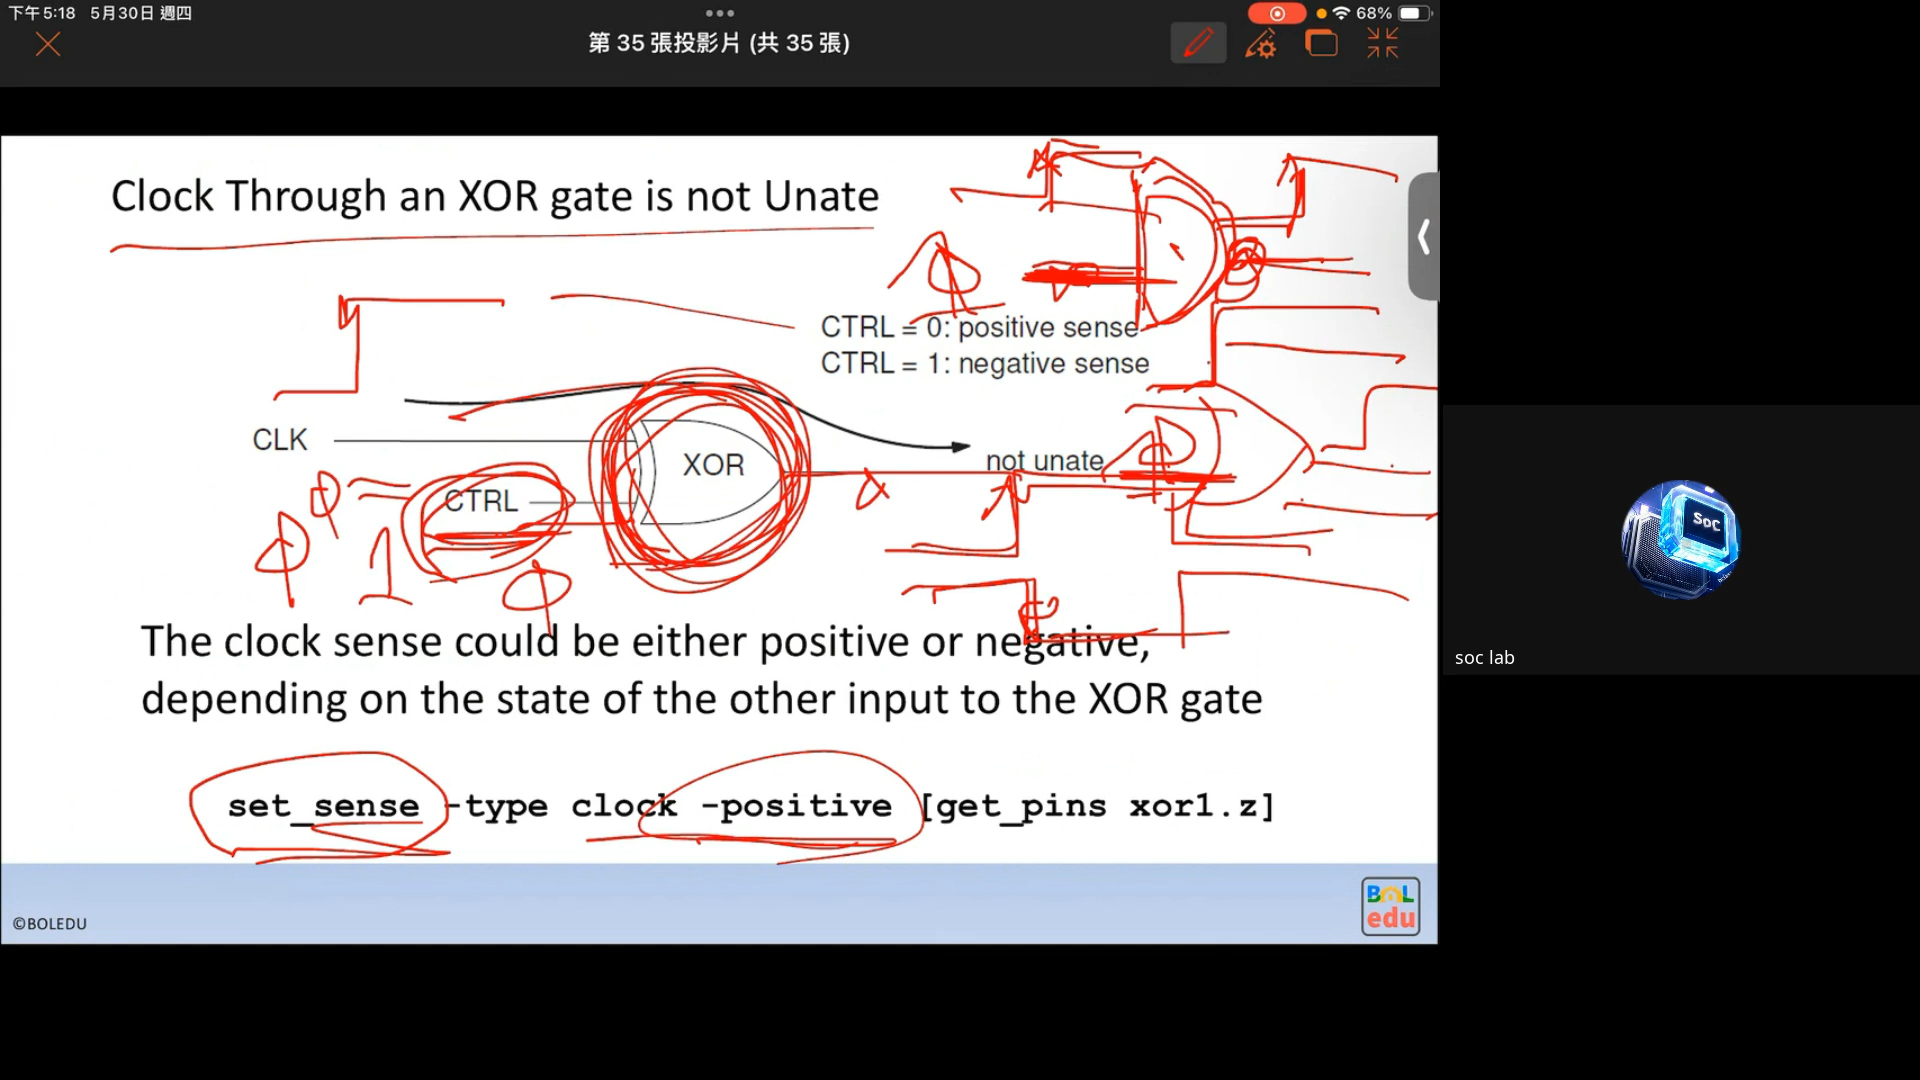 下午5:18 5月30日 週四
68%
第 35 張投影片 (共 35 張)
Clock Through an XOR gate is not Unate
CTRL = 0: positive sense
CTRL = 1: negative sense
CLK
XOR
not unate
CTRL
1
The clock sense could be either positive or negative,
depending on the state of the other input to the XOR gate
set_sense -type clock -positive [get_pins xor1.z]
©BOLEDU
BOL
edu
SoC
soc lab